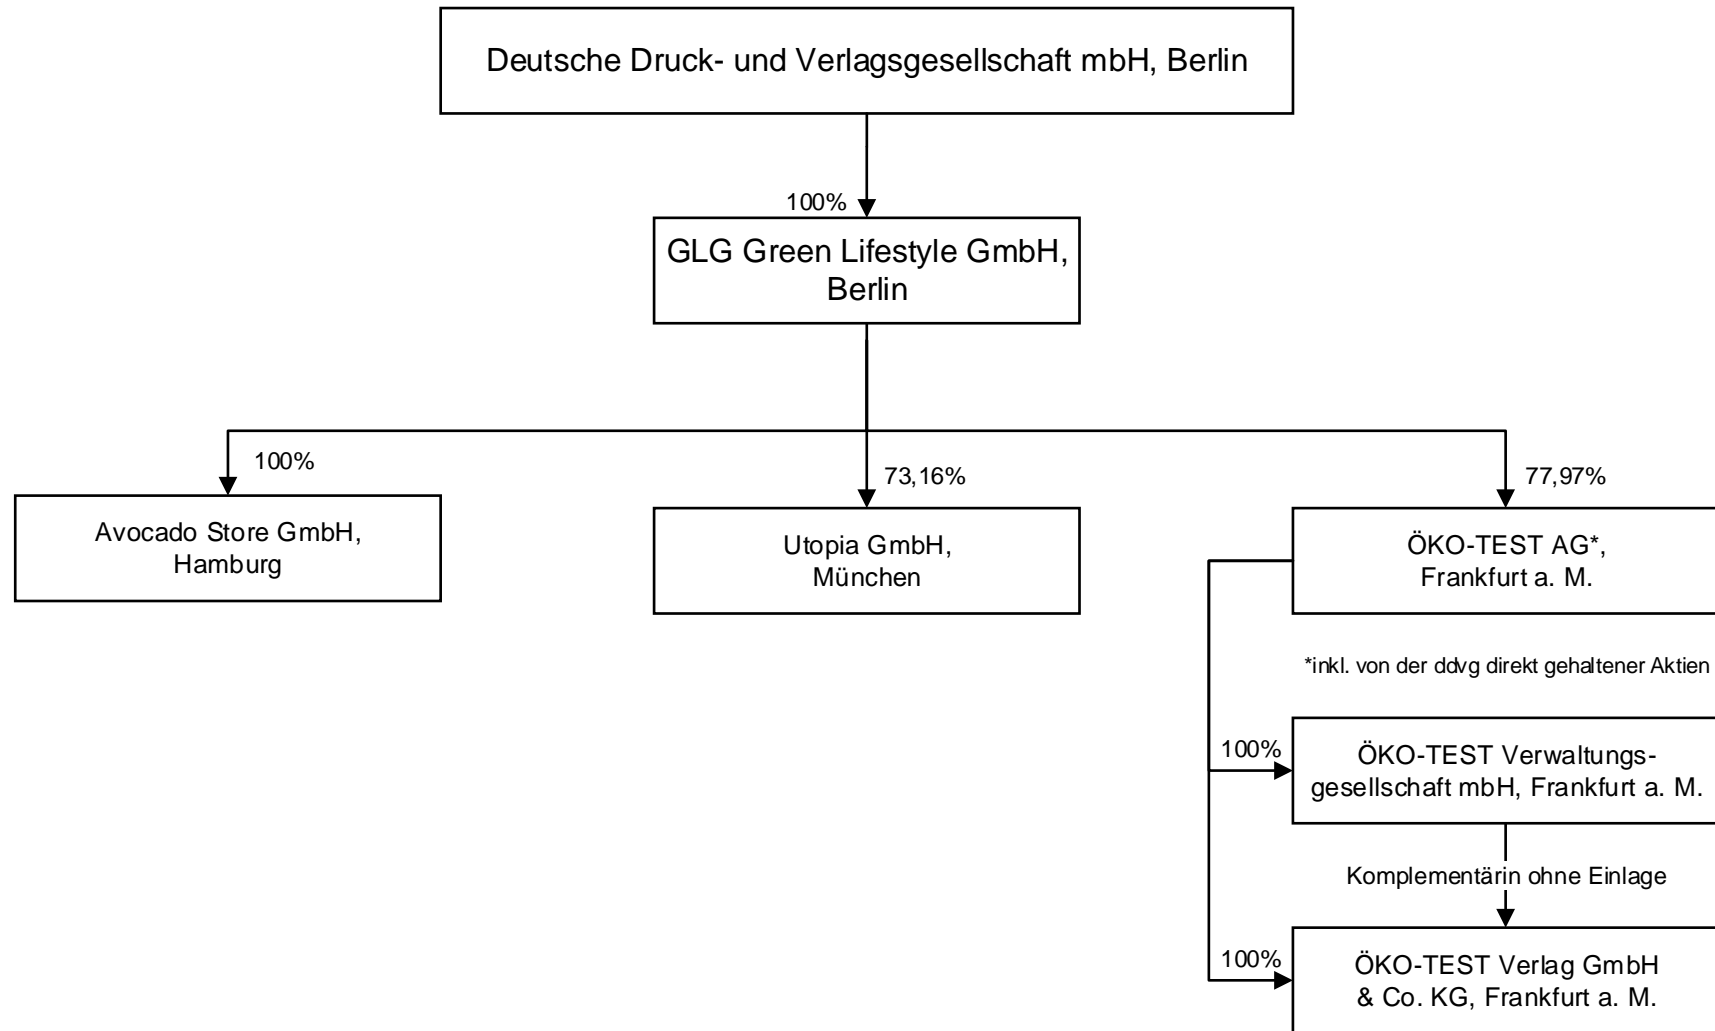 Deutsche Druck- und Verlagsgesellschaft mbH, Berlin
100%
GLG Green Lifestyle GmbH,
Berlin
100%
73,16%
77,97%
Avocado Store GmbH,
Hamburg
Utopia GmbH,
München
ÖKO-TEST AG*,
Frankfurt a. M.
*inkl. von der ddvg direkt gehaltener Aktien
100%
ÖKO-TEST Verwaltungs-
gesellschaft mbH, Frankfurt a. M.
Komplementärin ohne Einlage
100%
ÖKO-TEST Verlag GmbH
& Co. KG, Frankfurt a. M.